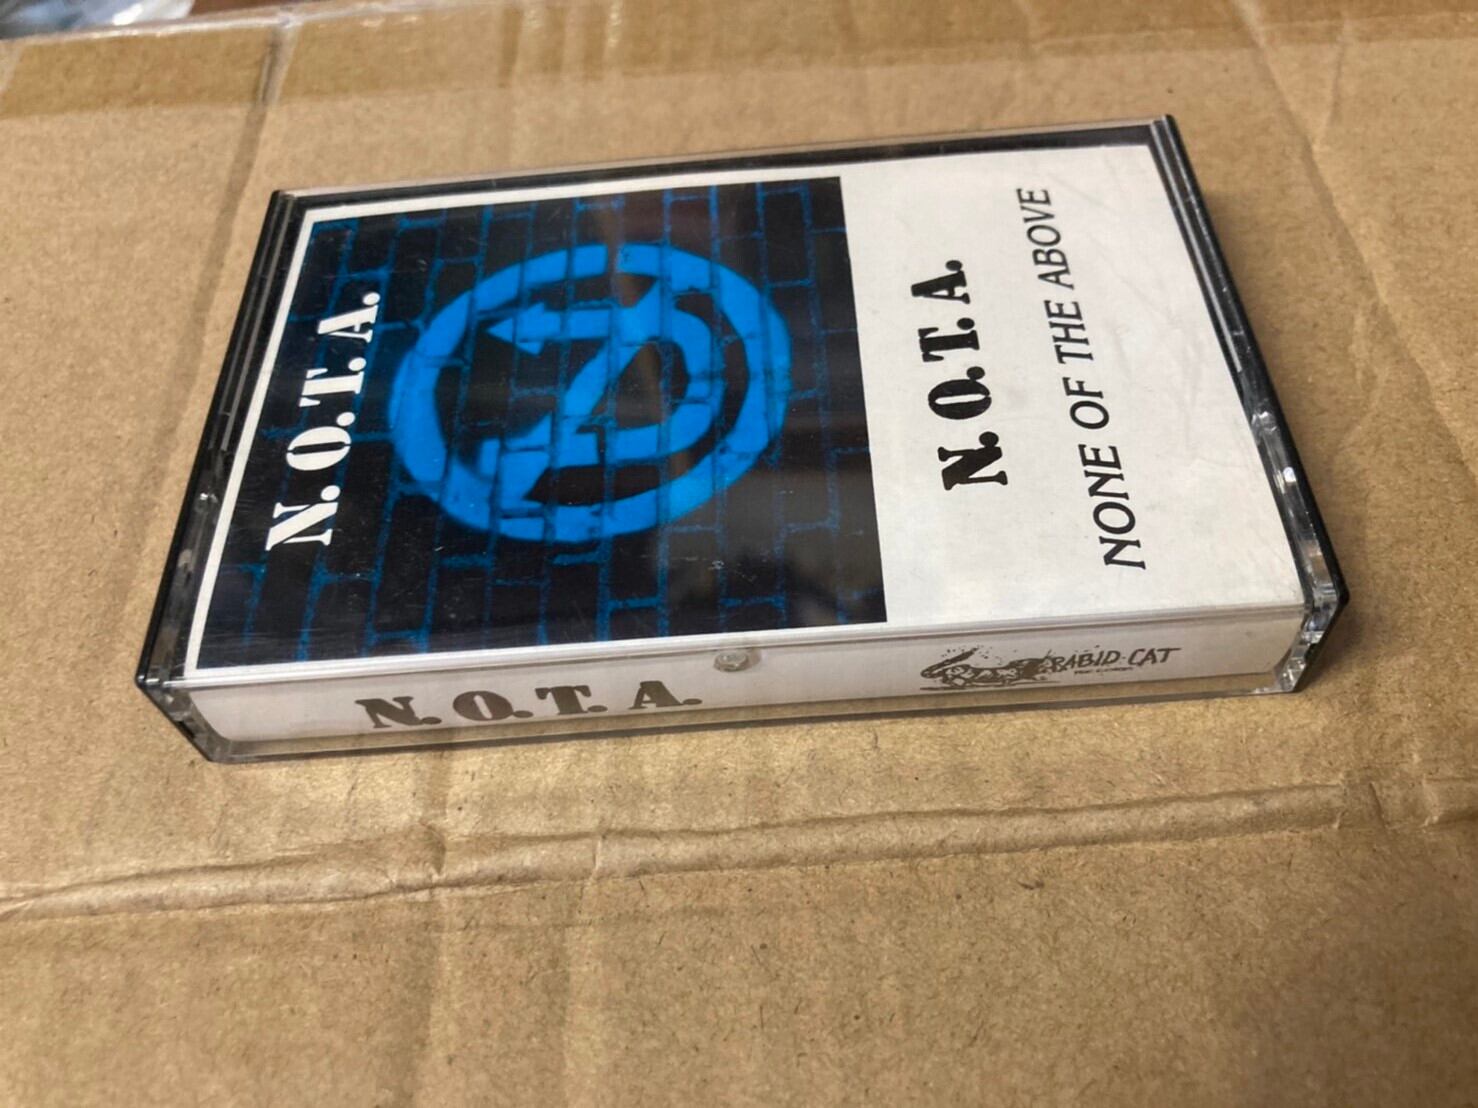 N.O.T.A.
N.O.T.A.
NONE OF THE ABOVE
N.O.T.A.
RABID CAT